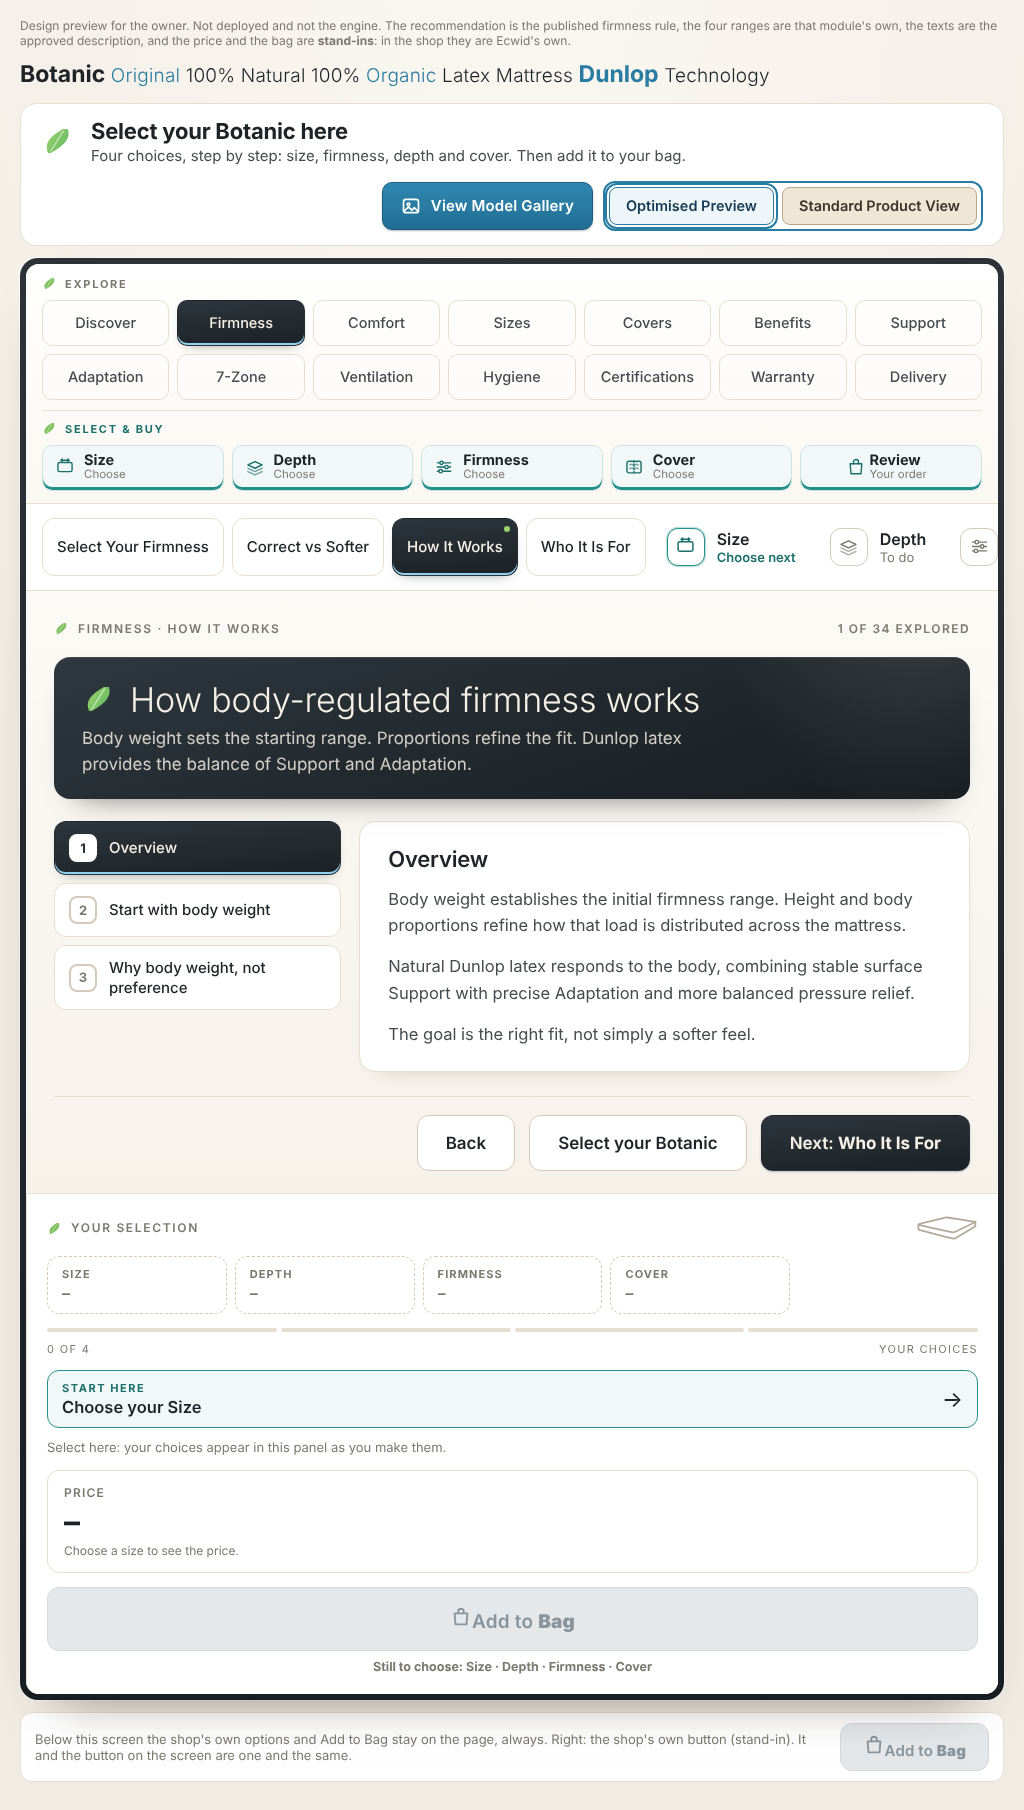 Design preview for the owner. Not deployed and not the engine. The recommendation is the published firmness rule, the four ranges are that module's own, the texts are the
approved description, and the price and the bag are stand-ins: in the shop they are Ecwid's own.
Botanic Original 100% Natural 100% Organic Latex Mattress Dunlop Technology
Select your Botanic here
Four choices, step by step: size, firmness, depth and cover. Then add it to your bag.
View Model Gallery
Optimised Preview
Standard Product View
EXPLORE
Discover
Firmness
Comfort
Sizes
Covers
Benefits
Support
Adaptation
7-Zone
Ventilation
Hygiene
Certifications
Warranty
Delivery
SELECT & BUY
Size
Choose
Depth
Choose
Firmness
Choose
Cover
Choose
Review
Your order
Select Your Firmness
Correct vs Softer
How It Works
Who It Is For
Size
Choose next
Depth
To do
FIRMNESS · HOW IT WORKS
1 OF 34 EXPLORED
How body-regulated firmness works
Body weight sets the starting range. Proportions refine the fit. Dunlop latex
provides the balance of Support and Adaptation.
1 Overview
2 Start with body weight
3 Why body weight, not
preference
Overview
Body weight establishes the initial firmness range. Height and body
proportions refine how that load is distributed across the mattress.
Natural Dunlop latex responds to the body, combining stable surface
Support with precise Adaptation and more balanced pressure relief.
The goal is the right fit, not simply a softer feel.
Back
Select your Botanic
Next: Who It Is For
YOUR SELECTION
SIZE
–
DEPTH
–
FIRMNESS
–
COVER
–
0 OF 4
YOUR CHOICES
START HERE
Choose your Size
Select here: your choices appear in this panel as you make them.
PRICE
–
Choose a size to see the price.
Add to Bag
Still to choose: Size · Depth · Firmness · Cover
Below this screen the shop's own options and Add to Bag stay on the page, always. Right: the shop's own button (stand-in). It
and the button on the screen are one and the same.
Add to Bag